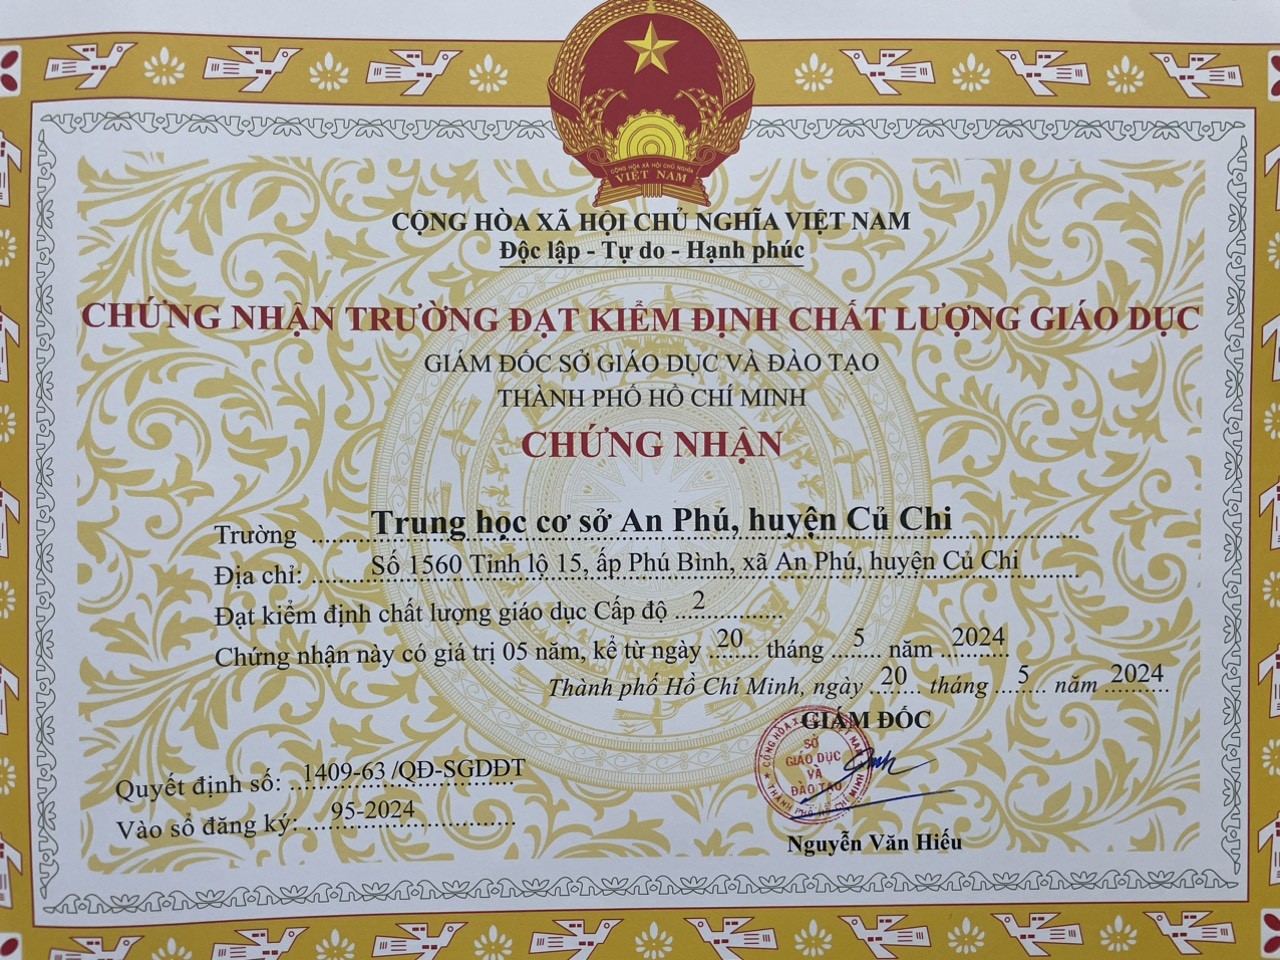 CỘNG HÒA XÃ HỘI CHỦ NGHĨA
VIỆT NAM
CỘNG HÒA XÃ HỘI CHỦ NGHĨA VIỆT NAM
Độc lập - Tự do - Hạnh phúc
CHỨNG NHẬN TRƯỜNG ĐẠT KIỂM ĐỊNH CHẤT LƯỢNG GIÁO DỤC
GIÁM ĐỐC SỞ GIÁO DỤC VÀ ĐÀO TẠO
THÀNH PHỐ HỒ CHÍ MINH
CHỨNG NHẬN
Trường Trung học cơ sở An Phú, huyện Củ Chi
Địa chỉ: Số 1560 Tỉnh lộ 15, ấp Phú Bình, xã An Phú, huyện Củ Chi
Đạt kiểm định chất lượng giáo dục Cấp độ 2
Chứng nhận này có giá trị 05 năm, kể từ ngày 20 tháng 5 năm 2024
Thành phố Hồ Chí Minh, ngày 20 tháng 5 năm 2024
GIÁM ĐỐC
SỞ
GIÁO DỤC
VÀ
ĐÀO TẠO
THÀNH PHỐ HỒ CHÍ MINH
Quyết định số: 1409-63 /QĐ-SGDĐT
Vào sổ đăng ký: 95-2024
Nguyễn Văn Hiếu